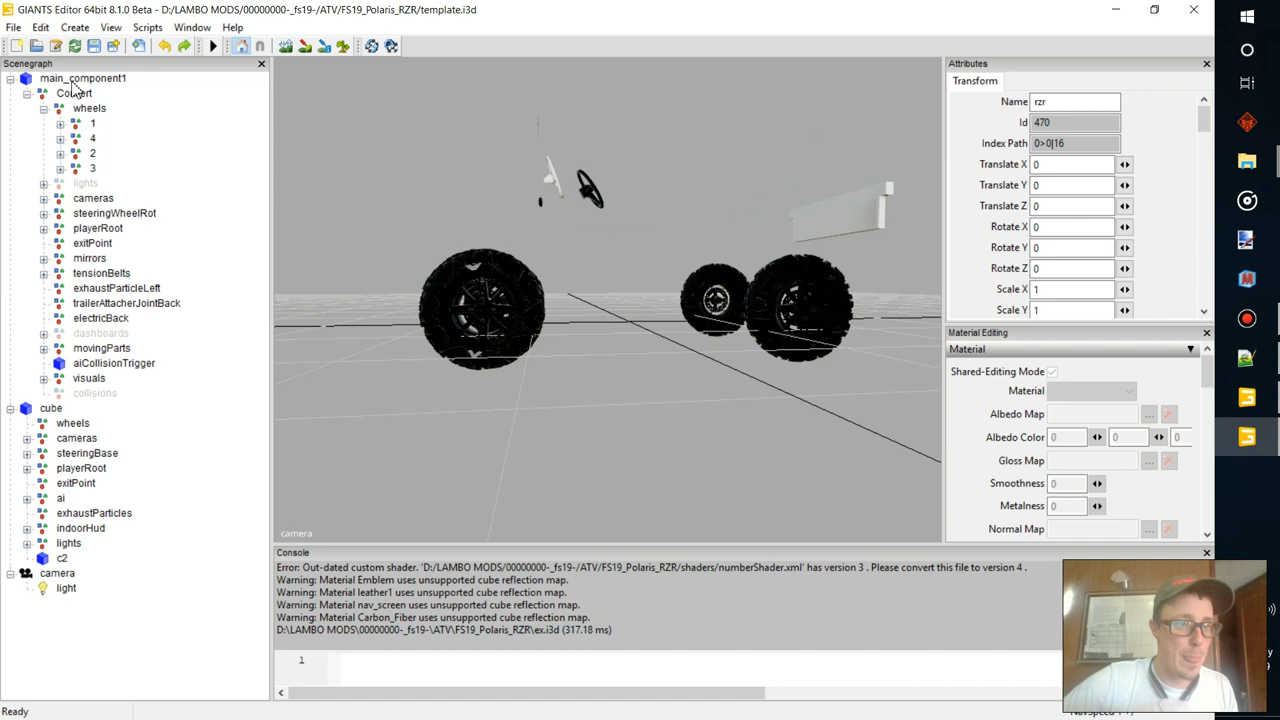 GIANTS Editor 64bit 8.1.0 Beta - D:/LAMBO MODS/00000000-_fs19-/ATV/FS19_Polaris_RZR/template.i3d
File Edit Create View Scripts Window Help
Scenegraph
main_component1
wheels
1
4
2
3
lights
cameras
steeringWheelRot
playerRoot
exitPoint
mirrors
tensionBelts
exhaustParticleLeft
trailerAttacherJointBack
electricBack
dashboards
movingParts
aiCollisionTrigger
visuals
collisions
cube
wheels
cameras
steeringBase
playerRoot
exitPoint
ai
exhaustParticles
indoorHud
lights
c2
camera
light
Ready
camera
Console
Error: Out-dated custom shader. 'D:/LAMBO MODS/00000000-_fs19-/ATV/FS19_Polaris_RZR/shaders/numberShader.xml' has version 3 . Please convert this file to version 4 .
Warning: Material Emblem uses unsupported cube reflection map.
Warning: Material leather1 uses unsupported cube reflection map.
Warning: Material nav_screen uses unsupported cube reflection map.
Warning: Material Carbon_Fiber uses unsupported cube reflection map.
D:\LAMBO MODS\00000000-_fs19-\ATV\FS19_Polaris_RZR\ex.i3d (317.18 ms)
1
Attributes
Transform
Name rzr
Id 470
Index Path 0>0|16
Translate X 0
Translate Y 0
Translate Z 0
Rotate X 0
Rotate Y 0
Rotate Z 0
Scale X 1
Scale Y 1
Material Editing
Material
Shared-Editing Mode
Material
Albedo Map ...
Albedo Color 0 0 0
Gloss Map ...
Smoothness 0
Metalness 0
Normal Map ...